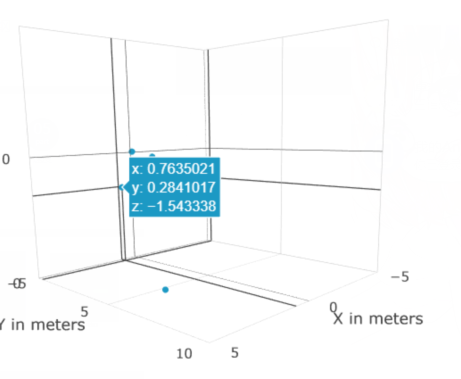 0
x: 0.7635021
y: 0.2841017
z: −1.543338
−5
5
Y in meters
10
5
0
X in meters
−5